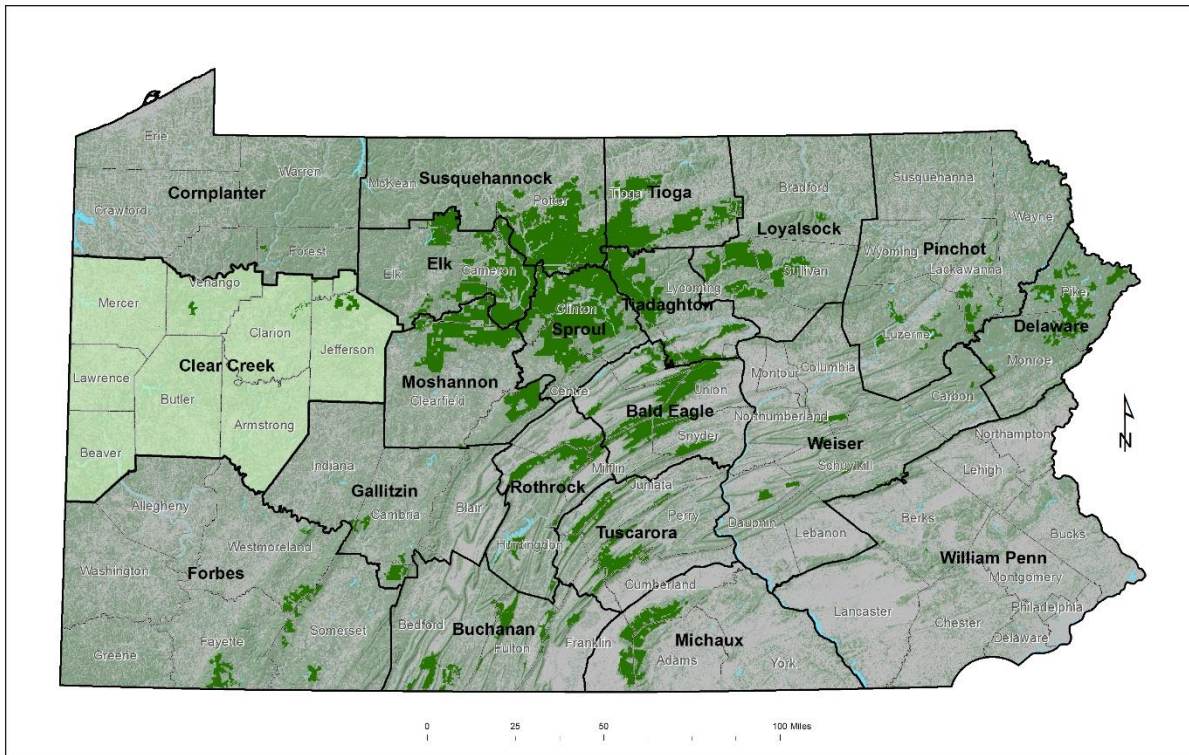 Erie
Warren
Cornplanter
Crawford
Forest
McKean
Susquehannock
Potter
Tioga
Tioga
Bradford
Susquehanna
Wayne
Loyalsock
Wyoming
Pinchot
Lackawanna
Elk
Elk
Cameron
Sullivan
Lycoming
Pike
Mercer
Venango
Clinton
Tiadaghton
Sproul
Delaware
Clarion
Jefferson
Luzerne
Monroe
Clear Creek
Lawrence
Butler
Moshannon
Clearfield
Centre
Union
Montour
Columbia
Carbon
Armstrong
Bald Eagle
Northumberland
Snyder
Weiser
Northampton
Beaver
Indiana
Mifflin
Schuylkill
Lehigh
Allegheny
Gallitzin
Rothrock
Juniata
Cambria
Blair
Perry
Dauphin
Berks
Bucks
Westmoreland
Tuscarora
Lebanon
Huntingdon
William Penn
Washington
Forbes
Cumberland
Montgomery
Lancaster
Philadelphia
Bedford
Buchanan
Franklin
Michaux
Chester
Fayette
Somerset
Fulton
Adams
York
Delaware
Greene
N
0 25 50 100 Miles